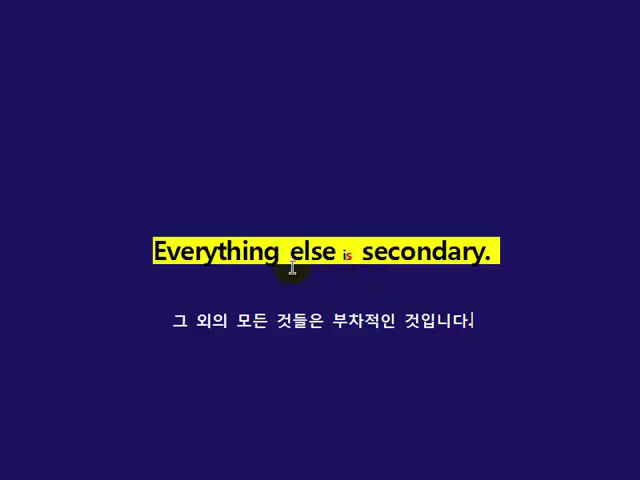 Everything else is secondary.
그 외의 모든 것들은 부차적인 것입니다.